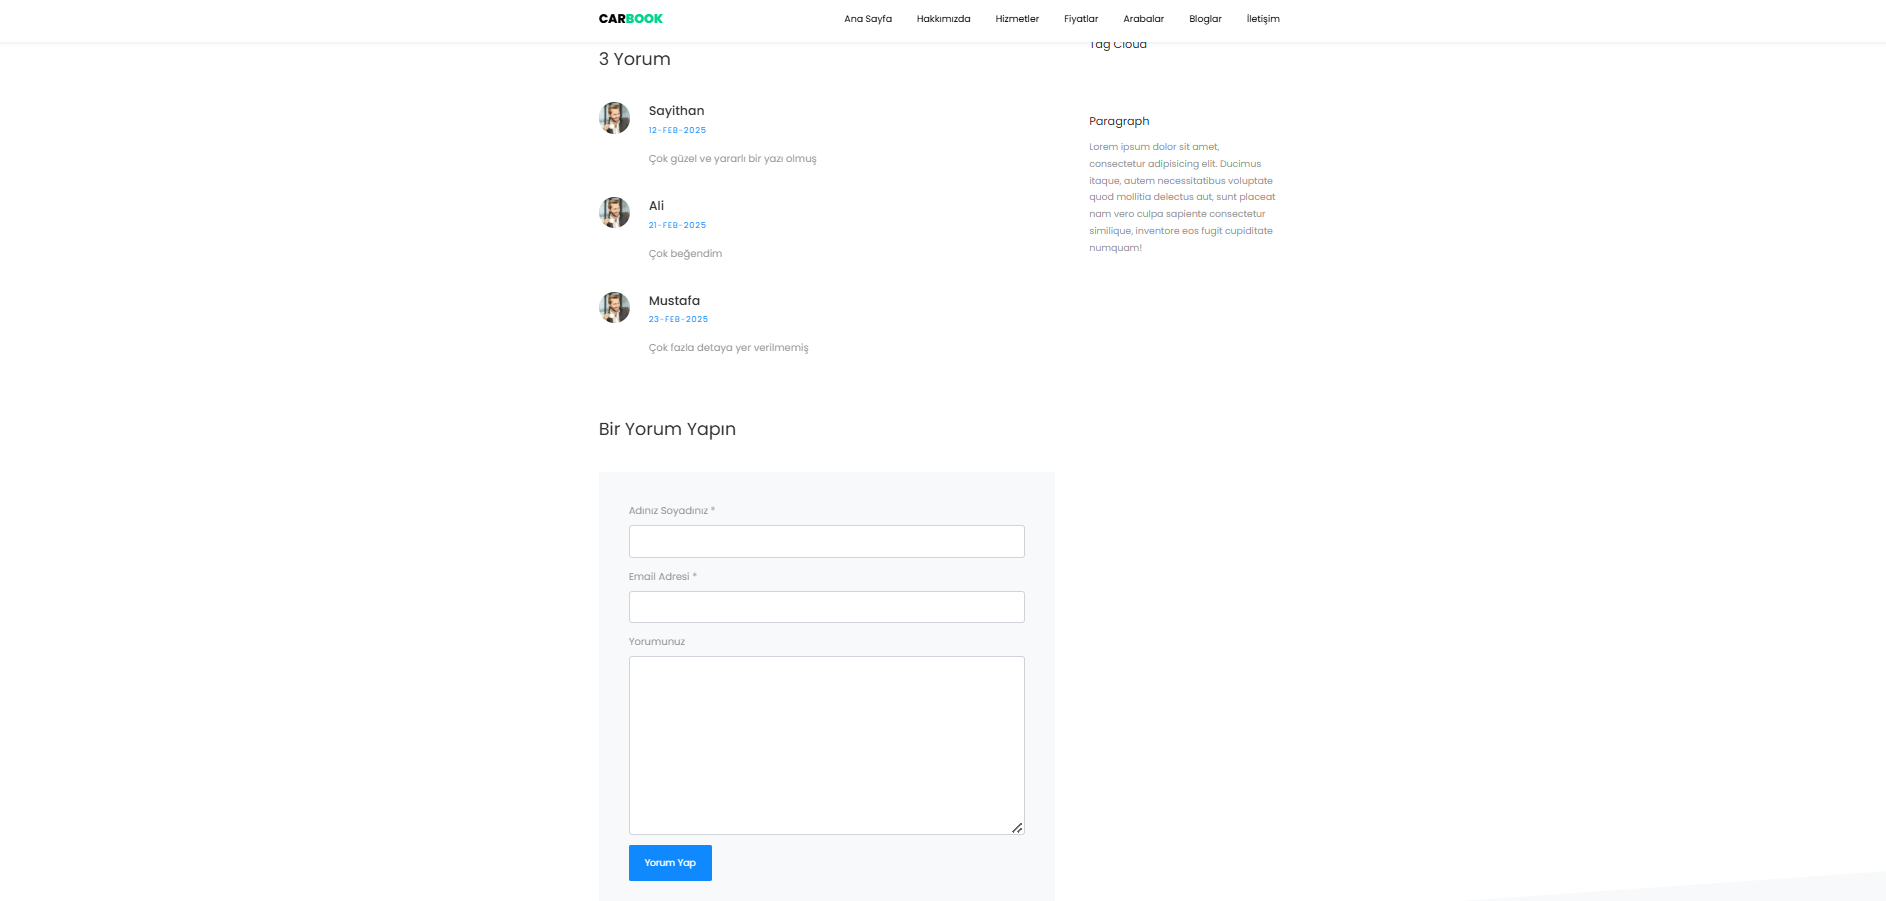 CARBOOK
Ana Sayfa Hakkımızda Hizmetler Fiyatlar Arabalar Bloglar İletişim
3 Yorum
Sayithan
12-FEB-2025
Çok güzel ve yararlı bir yazı olmuş
Ali
21-FEB-2025
Çok beğendim
Mustafa
23-FEB-2025
Çok fazla detaya yer verilmemiş
Bir Yorum Yapın
Adınız Soyadınız *
Email Adresi *
Yorumunuz
Yorum Yap
Tag Cloud
Paragraph
Lorem ipsum dolor sit amet,
consectetur adipisicing elit. Ducimus
itaque, autem necessitatibus voluptate
quod mollitia delectus aut, sunt placeat
nam vero culpa sapiente consectetur
similique, inventore eos fugit cupiditate
numquam!